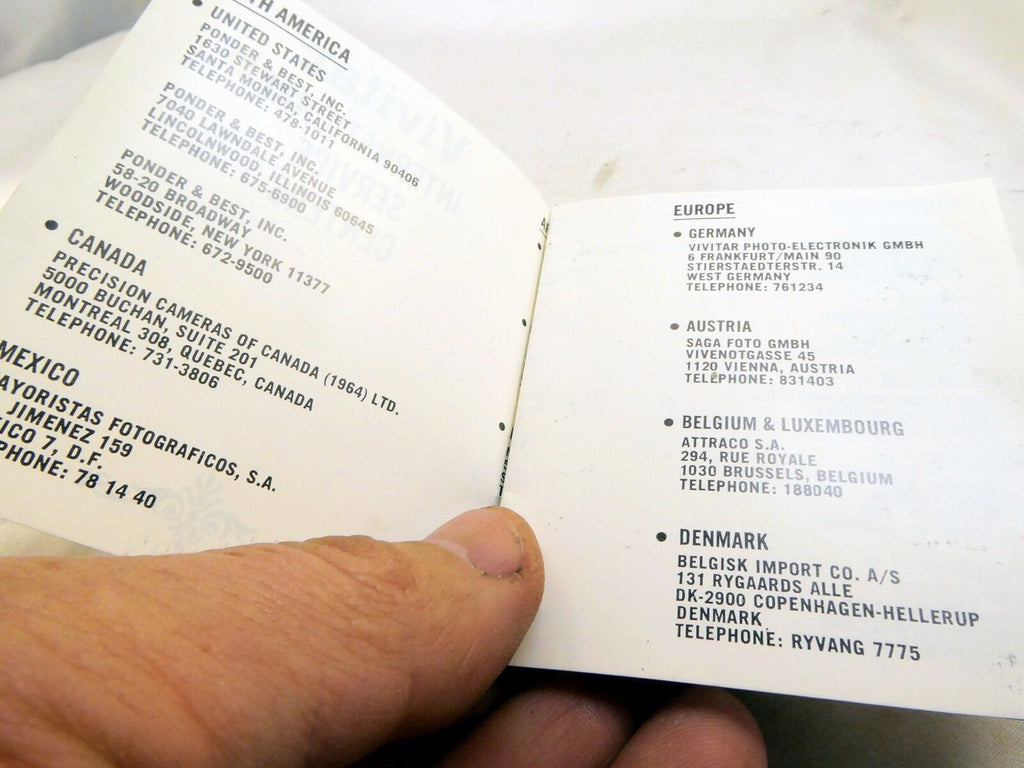 TH AMERICA
• UNITED STATES
PONDER & BEST, INC.
1630 STEWART STREET
SANTA MONICA, CALIFORNIA 90406
TELEPHONE: 478-1017
PONDER & BEST, INC.
7040 LAWNDALE AVENUE
LINCOLNWOOD, ILLINOIS 60645
TELEPHONE: 675-6900
PONDER & BEST, INC.
58-20 BROADWAY
WOODSIDE, NEW YORK 11377
TELEPHONE: 672-9500
• CANADA
PRECISION CAMERAS OF CANADA (1964) LTD.
5000 BUCHAN, SUITE 201
MONTREAL 308, QUEBEC, CANADA
TELEPHONE: 731-3806
MEXICO
AYORISTAS FOTOGRAFICOS, S.A.
JIMENEZ 159
ICO 7, D.F.
PHONE: 78 14 40
EUROPE
• GERMANY
VIVITAR PHOTO-ELECTRONIK GMBH
6 FRANKFURT/MAIN 90
STIERSTAEDTERSTR. 14
WEST GERMANY
TELEPHONE: 761234
• AUSTRIA
SAGA FOTO GMBH
VIVENOTGASSE 45
1120 VIENNA, AUSTRIA
TELEPHONE: 831403
• BELGIUM & LUXEMBOURG
ATTRACO S.A.
294, RUE ROYALE
1030 BRUSSELS, BELGIUM
TELEPHONE: 188040
• DENMARK
BELGISK IMPORT CO. A/S
131 RYGAARDS ALLE
DK-2900 COPENHAGEN-HELLERUP
DENMARK
TELEPHONE: RYVANG 7775